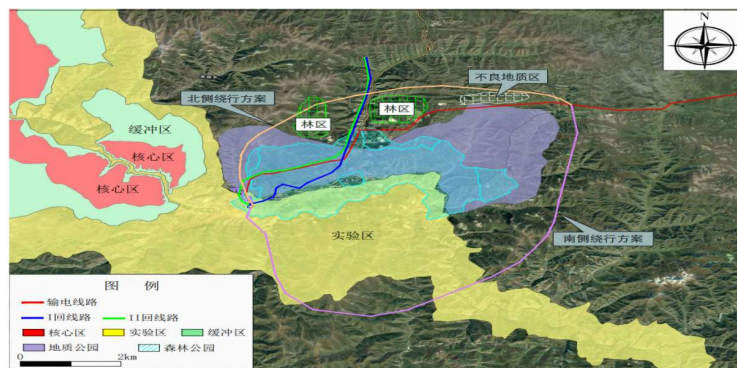 N
不良地质区
北侧绕行方案
林区
林区
缓冲区
核心区
核心区
实验区
南侧绕行方案
图 例
输电线路
I回线路
II回线路
核心区
实验区
缓冲区
地质公园
森林公园
0
2km